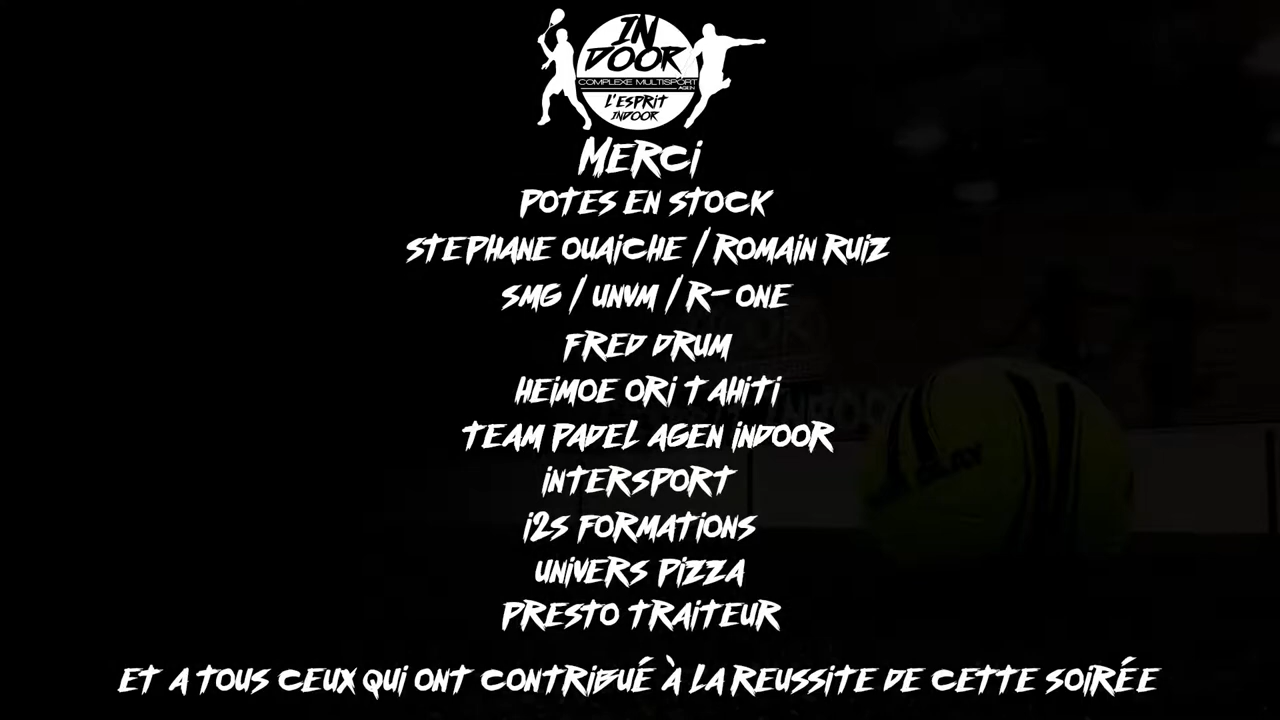 IN
DOOR
COMPLEXE MULTISPORT
AGEN
L'ESPRIT
INDOOR
MERCI
POTES EN STOCK
STEPHANE OUAICHE / ROMAIN RUIZ
SMG / UNVM / R-ONE
FRED DRUM
HEIMOE ORI TAHITI
TEAM PADEL AGEN INDOOR
INTERSPORT
I2S FORMATIONS
UNIVERS PIZZA
PRESTO TRAITEUR
ET A TOUS CEUX QUI ONT CONTRIBUÉ À LA REUSSITE DE CETTE SOIRÉE